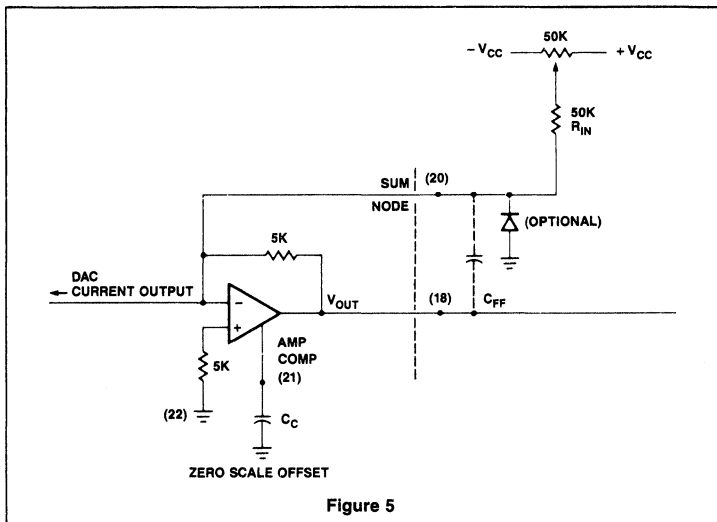 50K
− VCC
+ VCC
50K
RIN
SUM
(20)
NODE
(OPTIONAL)
5K
DAC
CURRENT OUTPUT
−
VOUT
(18)
CFF
+
AMP
COMP
(21)
5K
(22)
CC
ZERO SCALE OFFSET
Figure 5